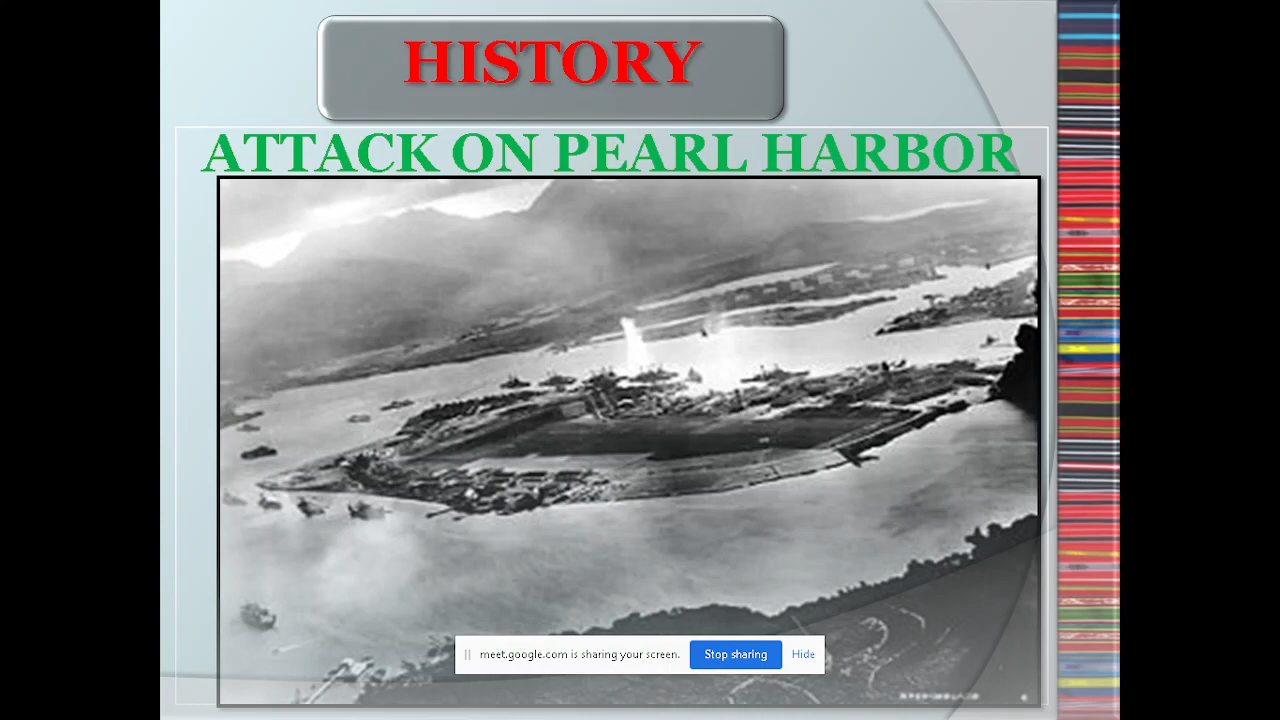 HISTORY
ATTACK ON PEARL HARBOR
meet.google.com is sharing your screen. Stop sharing Hide